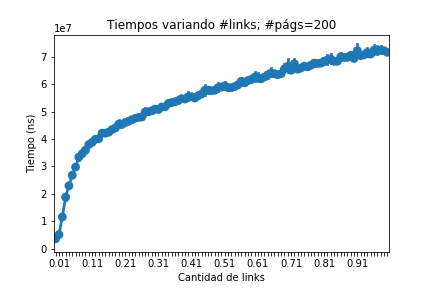 Tiempos variando #links; #págs=200
1e7
7
6
5
4
3
2
1
0
Tiempo (ns)
0.01 0.11 0.21 0.31 0.41 0.51 0.61 0.71 0.81 0.91
Cantidad de links